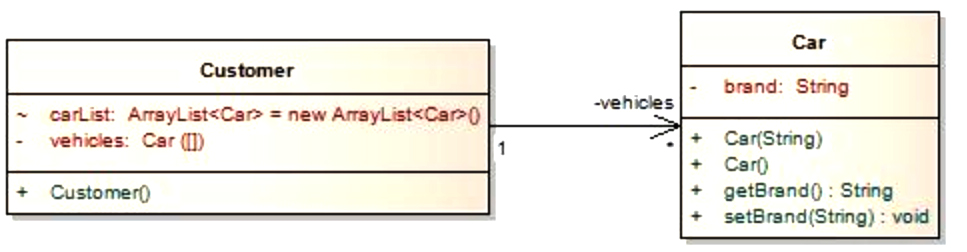 Customer
~ carList: ArrayList<Car> = new ArrayList<Car>()
- vehicles: Car ([])
+ Customer()
-vehicles
1
*
Car
- brand: String
+ Car(String)
+ Car()
+ getBrand() : String
+ setBrand(String) : void